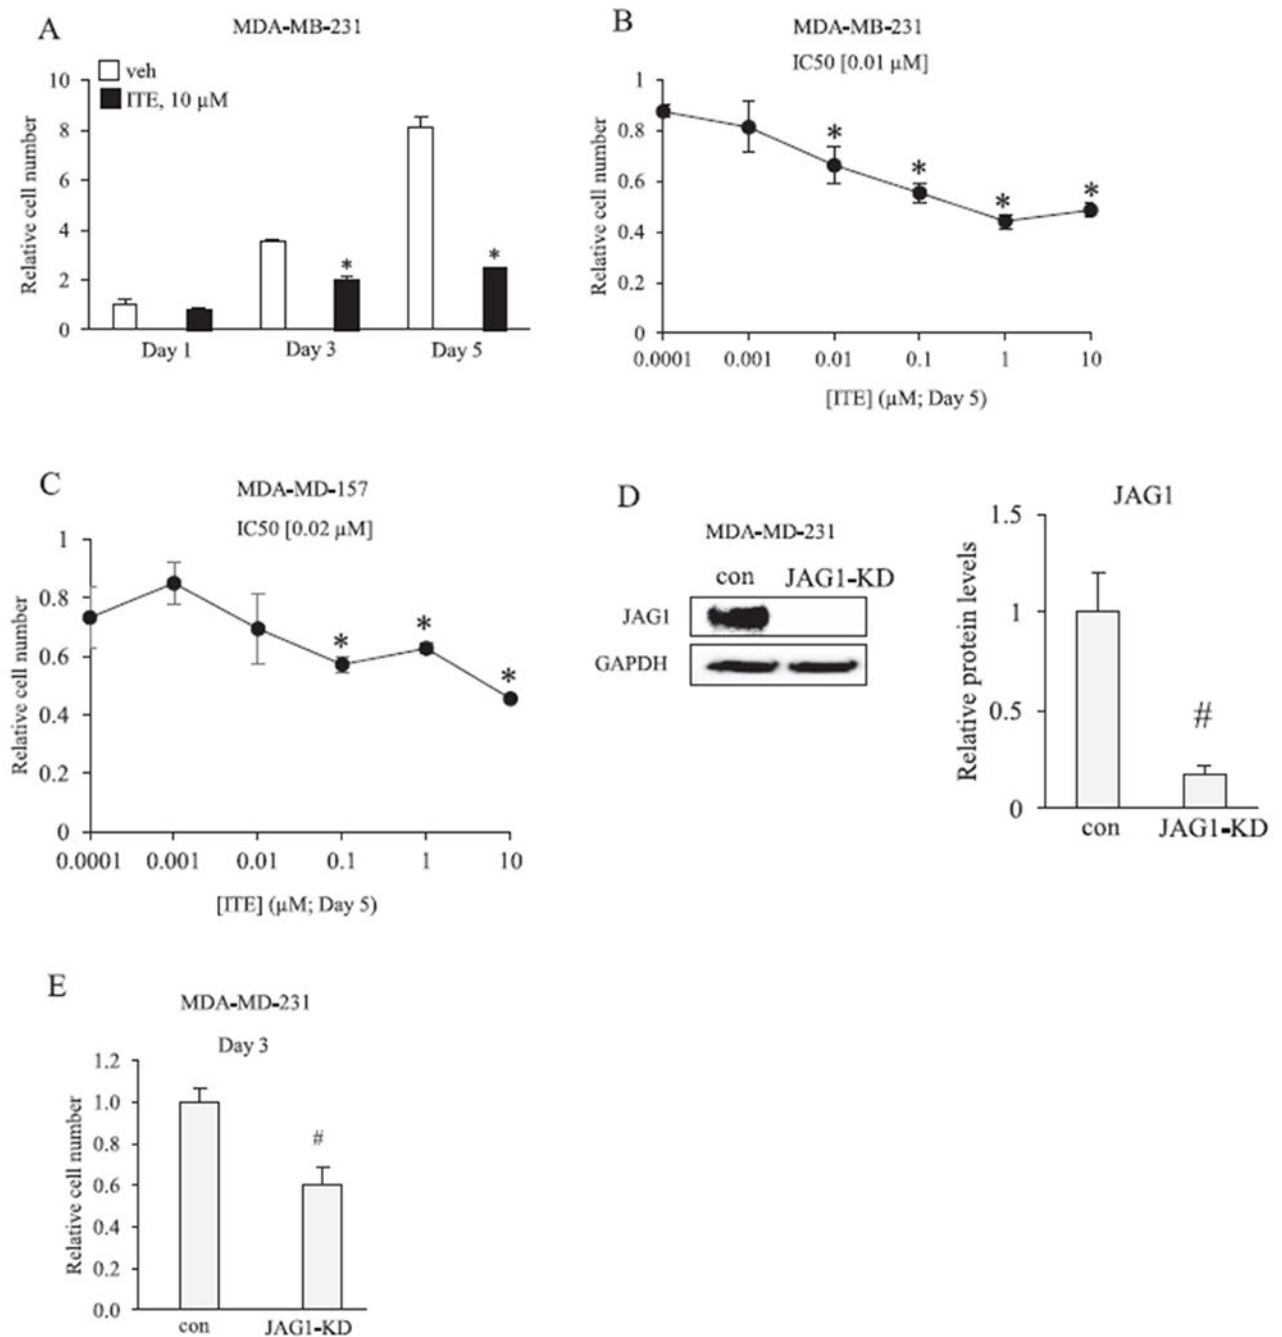 A
MDA-MB-231
veh
ITE, 10 µM
Relative cell number
10
8
6
4
2
0
*
*
Day 1
Day 3
Day 5
B
MDA-MB-231
IC50 [0.01 µM]
Relative cell number
1
0.8
0.6
0.4
0.2
0
*
*
*
*
0.0001
0.001
0.01
0.1
1
10
[ITE] (µM; Day 5)
C
MDA-MD-157
IC50 [0.02 µM]
Relative cell number
1
0.8
0.6
0.4
0.2
0
*
*
*
0.0001
0.001
0.01
0.1
1
10
[ITE] (µM; Day 5)
D
MDA-MD-231
con
JAG1-KD
JAG1
GAPDH
JAG1
Relative protein levels
1.5
1
0.5
0
#
con
JAG1-KD
E
MDA-MD-231
Day 3
Relative cell number
1.2
1.0
0.8
0.6
0.4
0.2
0.0
#
con
JAG1-KD